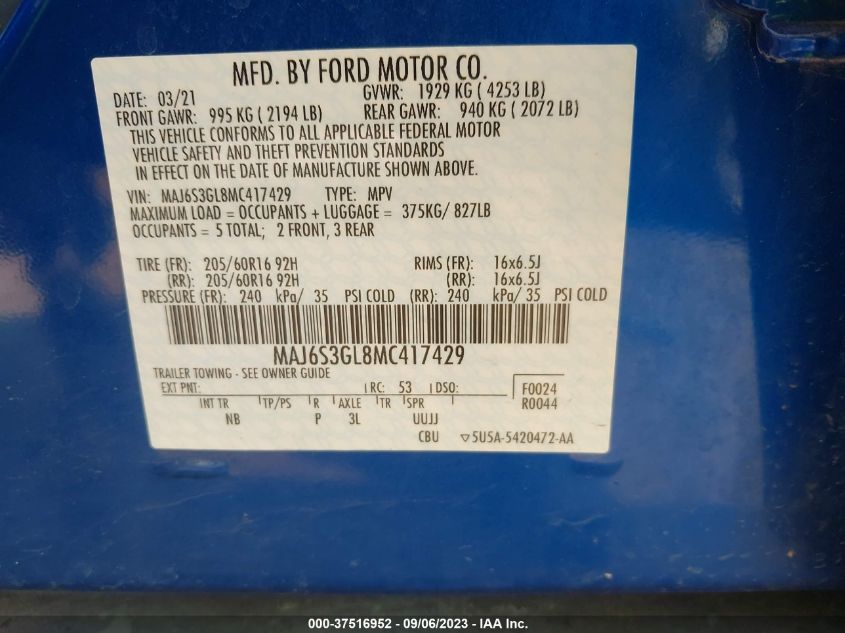 MFD. BY FORD MOTOR CO.
DATE: 03/21 GVWR: 1929 KG ( 4253 LB)
FRONT GAWR: 995 KG ( 2194 LB) REAR GAWR: 940 KG ( 2072 LB)
THIS VEHICLE CONFORMS TO ALL APPLICABLE FEDERAL MOTOR
VEHICLE SAFETY AND THEFT PREVENTION STANDARDS
IN EFFECT ON THE DATE OF MANUFACTURE SHOWN ABOVE.
VIN: MAJ6S3GL8MC417429 TYPE: MPV
MAXIMUM LOAD = OCCUPANTS + LUGGAGE = 375KG/ 827LB
OCCUPANTS = 5 TOTAL; 2 FRONT, 3 REAR
TIRE (FR): 205/60R16 92H RIMS (FR): 16x6.5J
(RR): 205/60R16 92H (RR): 16x6.5J
PRESSURE (FR): 240 kPa/ 35 PSI COLD (RR): 240 kPa/ 35 PSI COLD
MAJ6S3GL8MC417429
TRAILER TOWING - SEE OWNER GUIDE
EXT PNT: RC: 53 DSO: F0024
INT TR TP/PS R AXLE TR SPR R0044
NB P 3L UUJJ
CBU ▽5U5A-5420472-AA
000-37516952 - 09/06/2023 - © IAA Inc.